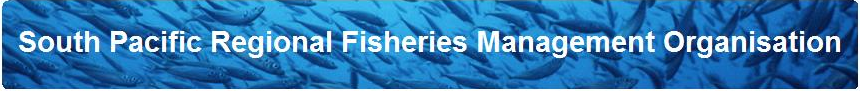 South Pacific Regional Fisheries Management Organisation